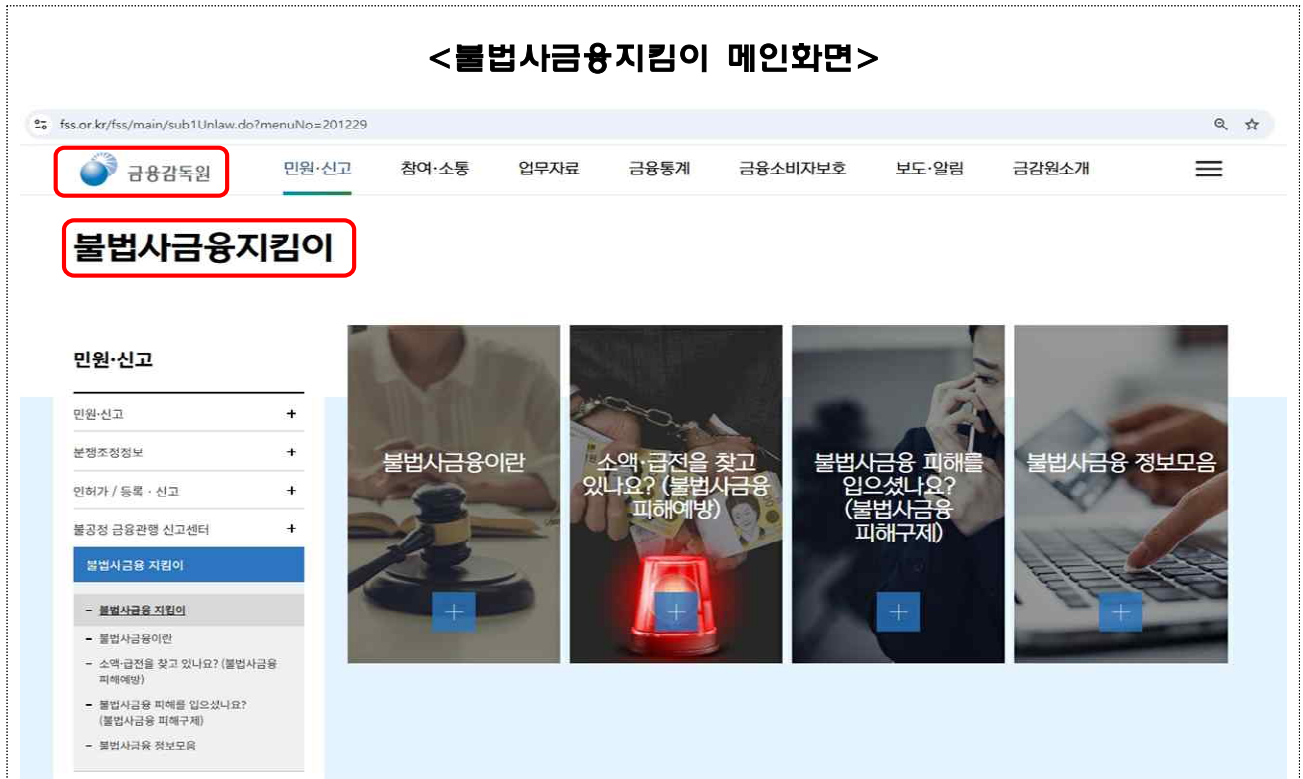 <불법사금융지킴이 메인화면>
fss.or.kr/fss/main/sub1Unlaw.do?menuNo=201229
금융감독원 민원·신고 참여·소통 업무자료 금융통계 금융소비자보호 보도·알림 금감원소개
불법사금융지킴이
민원·신고
민원·신고 +
분쟁조정정보 +
인허가 / 등록 · 신고 +
불공정 금융관행 신고센터 +
불법사금융 지킴이
- 불법사금융 지킴이
- 불법사금융이란
- 소액·급전을 찾고 있나요? (불법사금융
피해예방)
- 불법사금융 피해를 입으셨나요?
(불법사금융 피해구제)
- 불법사금융 정보모음
불법사금융이란
소액·급전을 찾고
있나요? (불법사금융
피해예방)
불법사금융 피해를
입으셨나요?
(불법사금융
피해구제)
불법사금융 정보모음